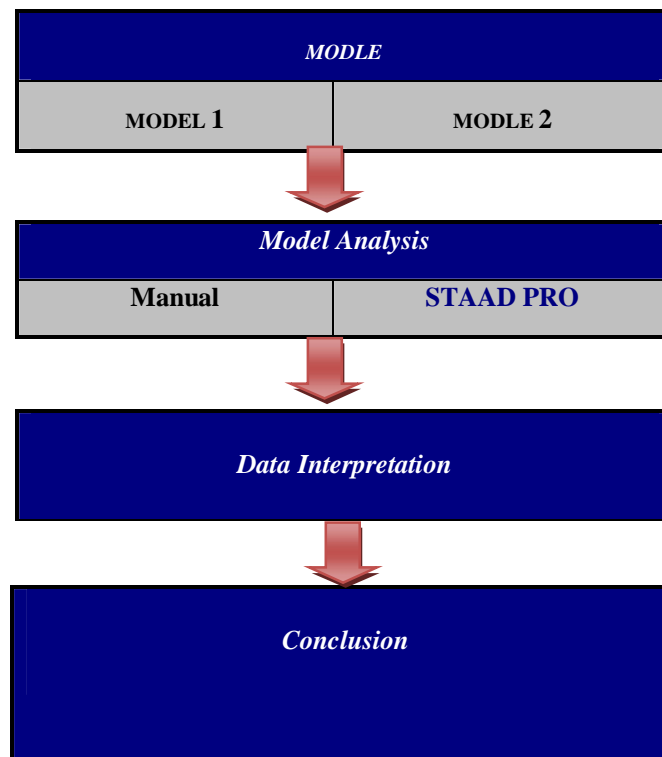 MODLE
MODEL 1 MODLE 2
Model Analysis
Manual STAAD PRO
Data Interpretation
Conclusion